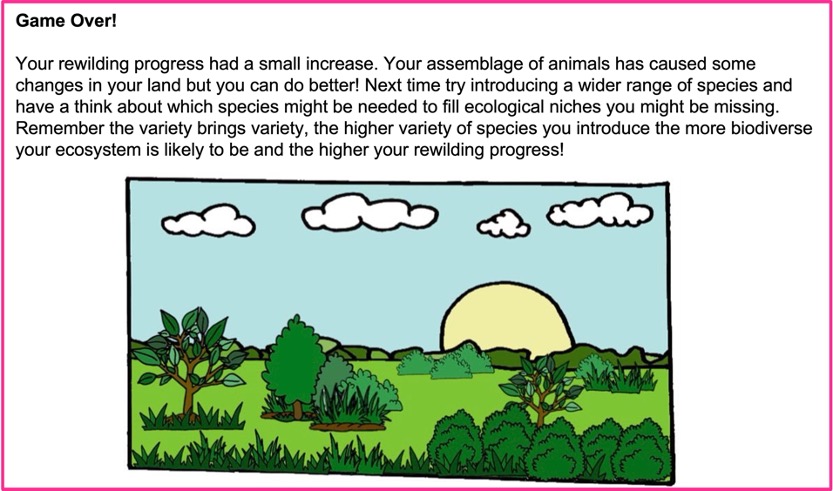 Game Over!
Your rewilding progress had a small increase. Your assemblage of animals has caused some
changes in your land but you can do better! Next time try introducing a wider range of species and
have a think about which species might be needed to fill ecological niches you might be missing.
Remember the variety brings variety, the higher variety of species you introduce the more biodiverse
your ecosystem is likely to be and the higher your rewilding progress!